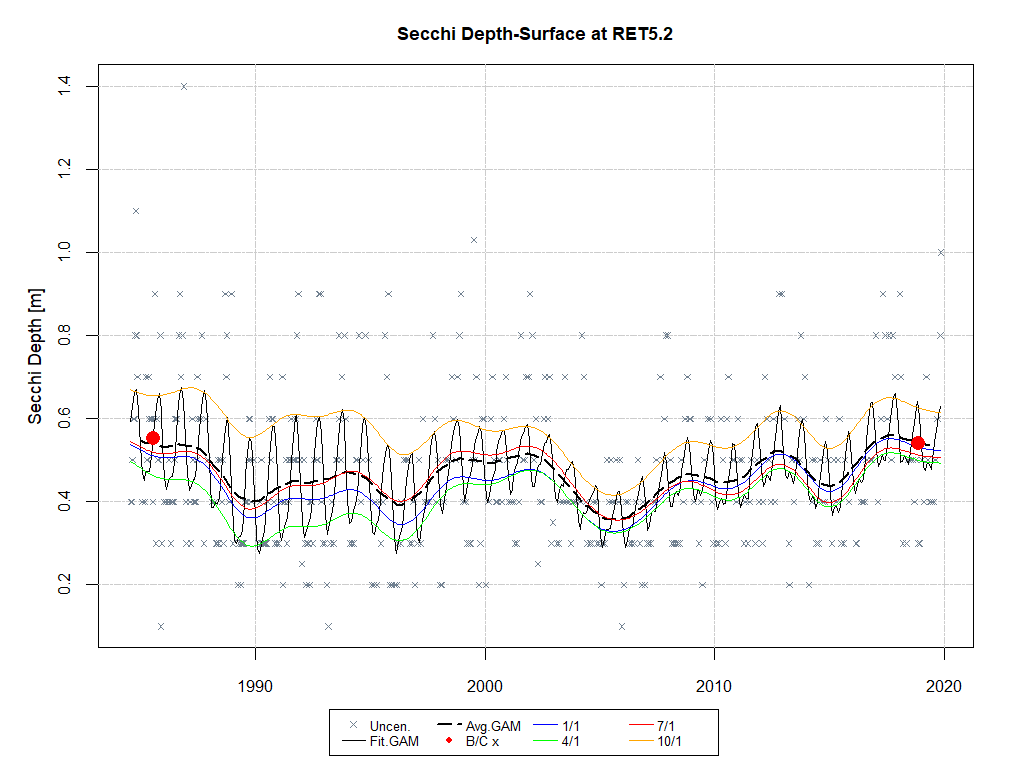 Secchi Depth-Surface at RET5.2
Secchi Depth [m]
1.4
1.2
1.0
0.8
0.6
0.4
0.2
1990 2000 2010 2020
Uncen. Avg.GAM 1/1 7/1
Fit.GAM B/C x 4/1 10/1